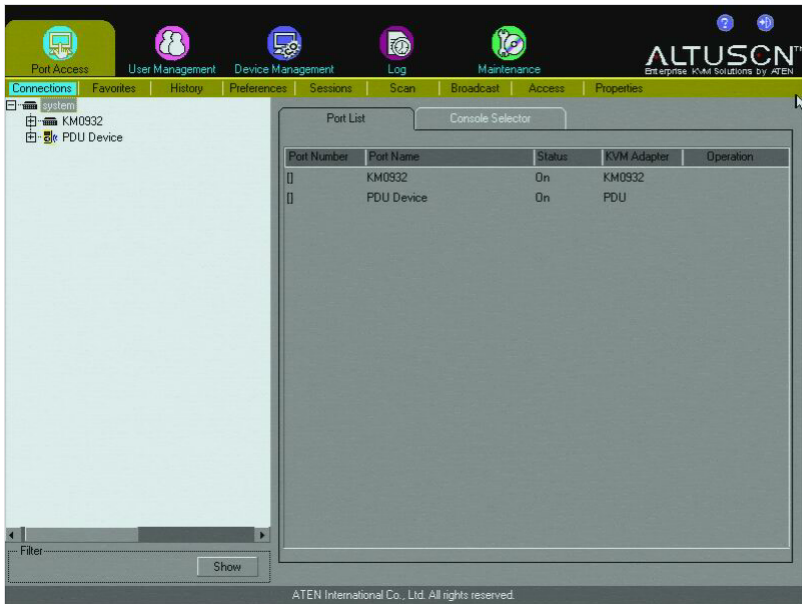 Port Access User Management Device Management Log Maintenance
ALTUSCN™
Enterprise KVM Solutions by ATEN
Connections Favorites History Preferences Sessions Scan Broadcast Access Properties
system
KM0932
PDU Device
Port List Console Selector
Port Number Port Name Status KVM Adapter Operation
[] KM0932 On KM0932
[] PDU Device On PDU
Filter
Show
ATEN International Co., Ltd. All rights reserved.